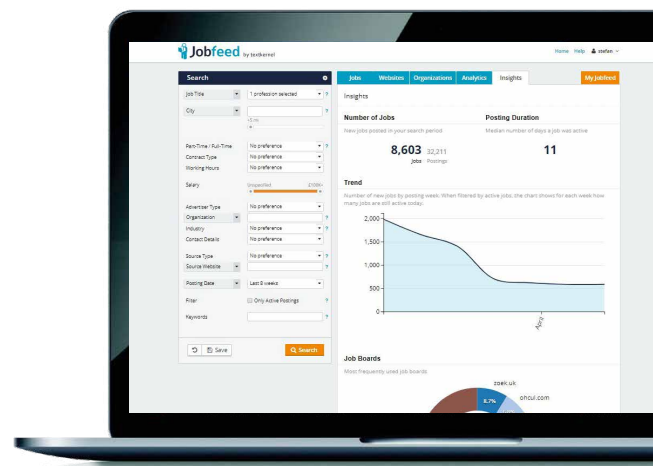 Jobfeed by textkernel
Home Help stefan
Search
Jobs Websites Organizations Analytics Insights My Jobfeed
Job Title 1 profession selected ?
City ?
+5 mi
Part-Time / Full-Time No preference ?
Contract Type No preference
Working Hours No preference
Salary Unspecified
Advertiser Type No preference
Organization ?
Industry No preference ?
Contact Details No preference
Source Type No preference
Source Website ?
Posting Date Last 8 weeks
Filter Only Active Postings
Keywords ?
Save Search
Insights
Number of Jobs
New jobs posted in your search period
8,603 32,211
Jobs Postings
Posting Duration
Median number of days a job was active
11
Trend
Number of new jobs by posting week. When filtered by active jobs, the chart shows for each week how
many jobs are still active today.
2,000
1,500
1,000
500
0
Job Boards
Most frequently used job boards
zoek.uk
ohcul.com
8.7%